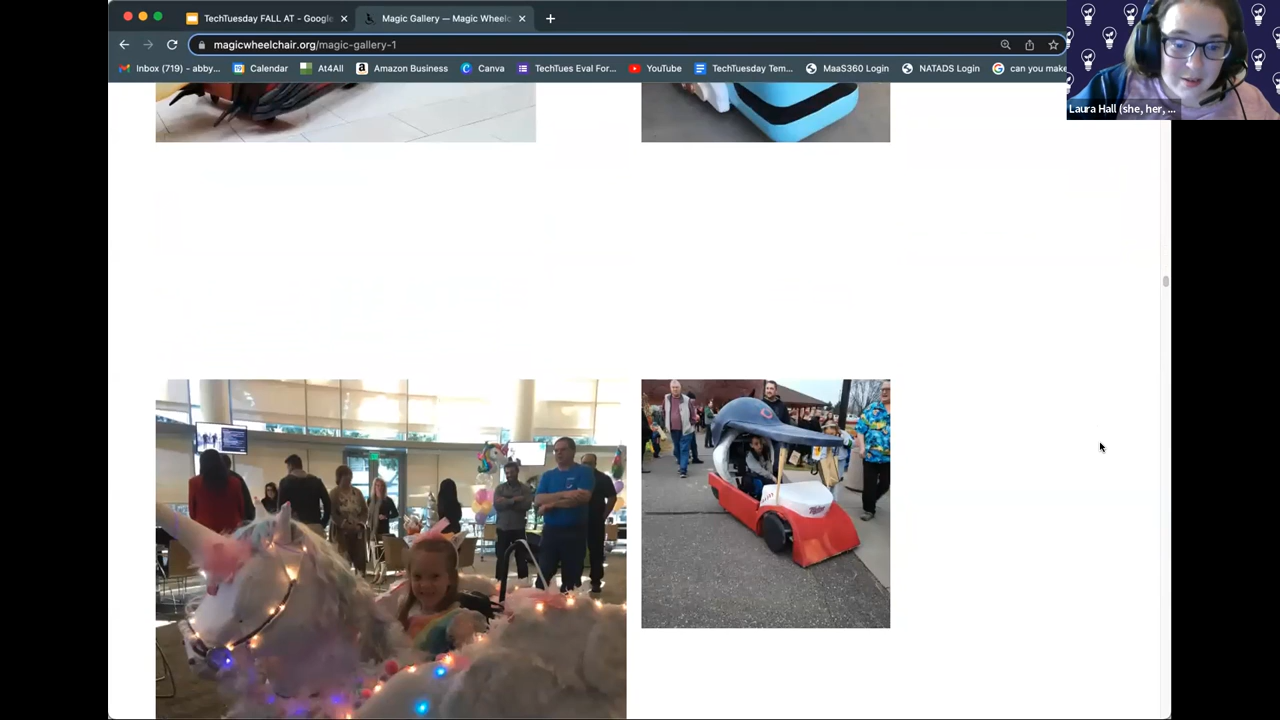 TechTuesday FALL AT - Google
Magic Gallery — Magic Wheelc
magicwheelchair.org/magic-gallery-1
Inbox (719) - abby...
Calendar
At4All
Amazon Business
Canva
TechTues Eval For...
YouTube
TechTuesday Tem...
MaaS360 Login
NATADS Login
can you make
Laura Hall (she, her, ...